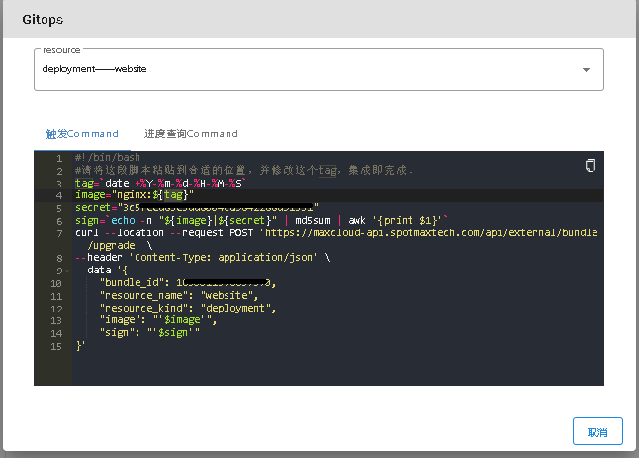 Gitops
resource
deployment——website
触发Command
进度查询Command
1 #!/bin/bash
2 #请将这段脚本粘贴到合适的位置，并修改这个tag，集成即完成.
3 tag=`date +%Y-%m-%d-%H-%M-%S`
4 image="nginx:${tag}"
5 secret="
6 sign=`echo -n "${image}|${secret}" | md5sum | awk '{print $1}'`
7 curl --location --request POST 'https://maxcloud-api.spotmaxtech.com/api/external/bundle
/upgrade' \
8 --header 'Content-Type: application/json' \
9 data '{
10 "bundle_id":
11 "resource_name": "website",
12 "resource_kind": "deployment",
13 "image": "'$image'",
14 "sign": "'$sign'"
15 }'
取消